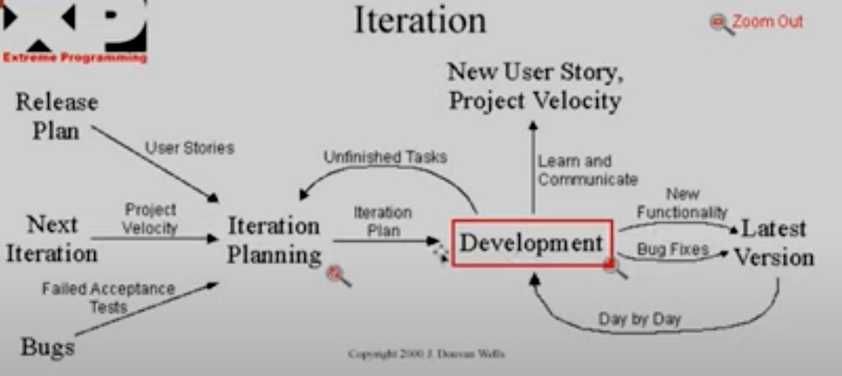 XP
Extreme Programming
Iteration
Zoom Out
New User Story,
Project Velocity
Release
Plan
User Stories
Unfinished Tasks
Learn and
Communicate
New
Functionality
Next
Iteration
Project
Velocity
Iteration
Planning
Iteration
Plan
Development
Bug Fixes
Latest
Version
Failed Acceptance
Tests
Bugs
Day by Day
Copyright 2000 J. Donvan Wells